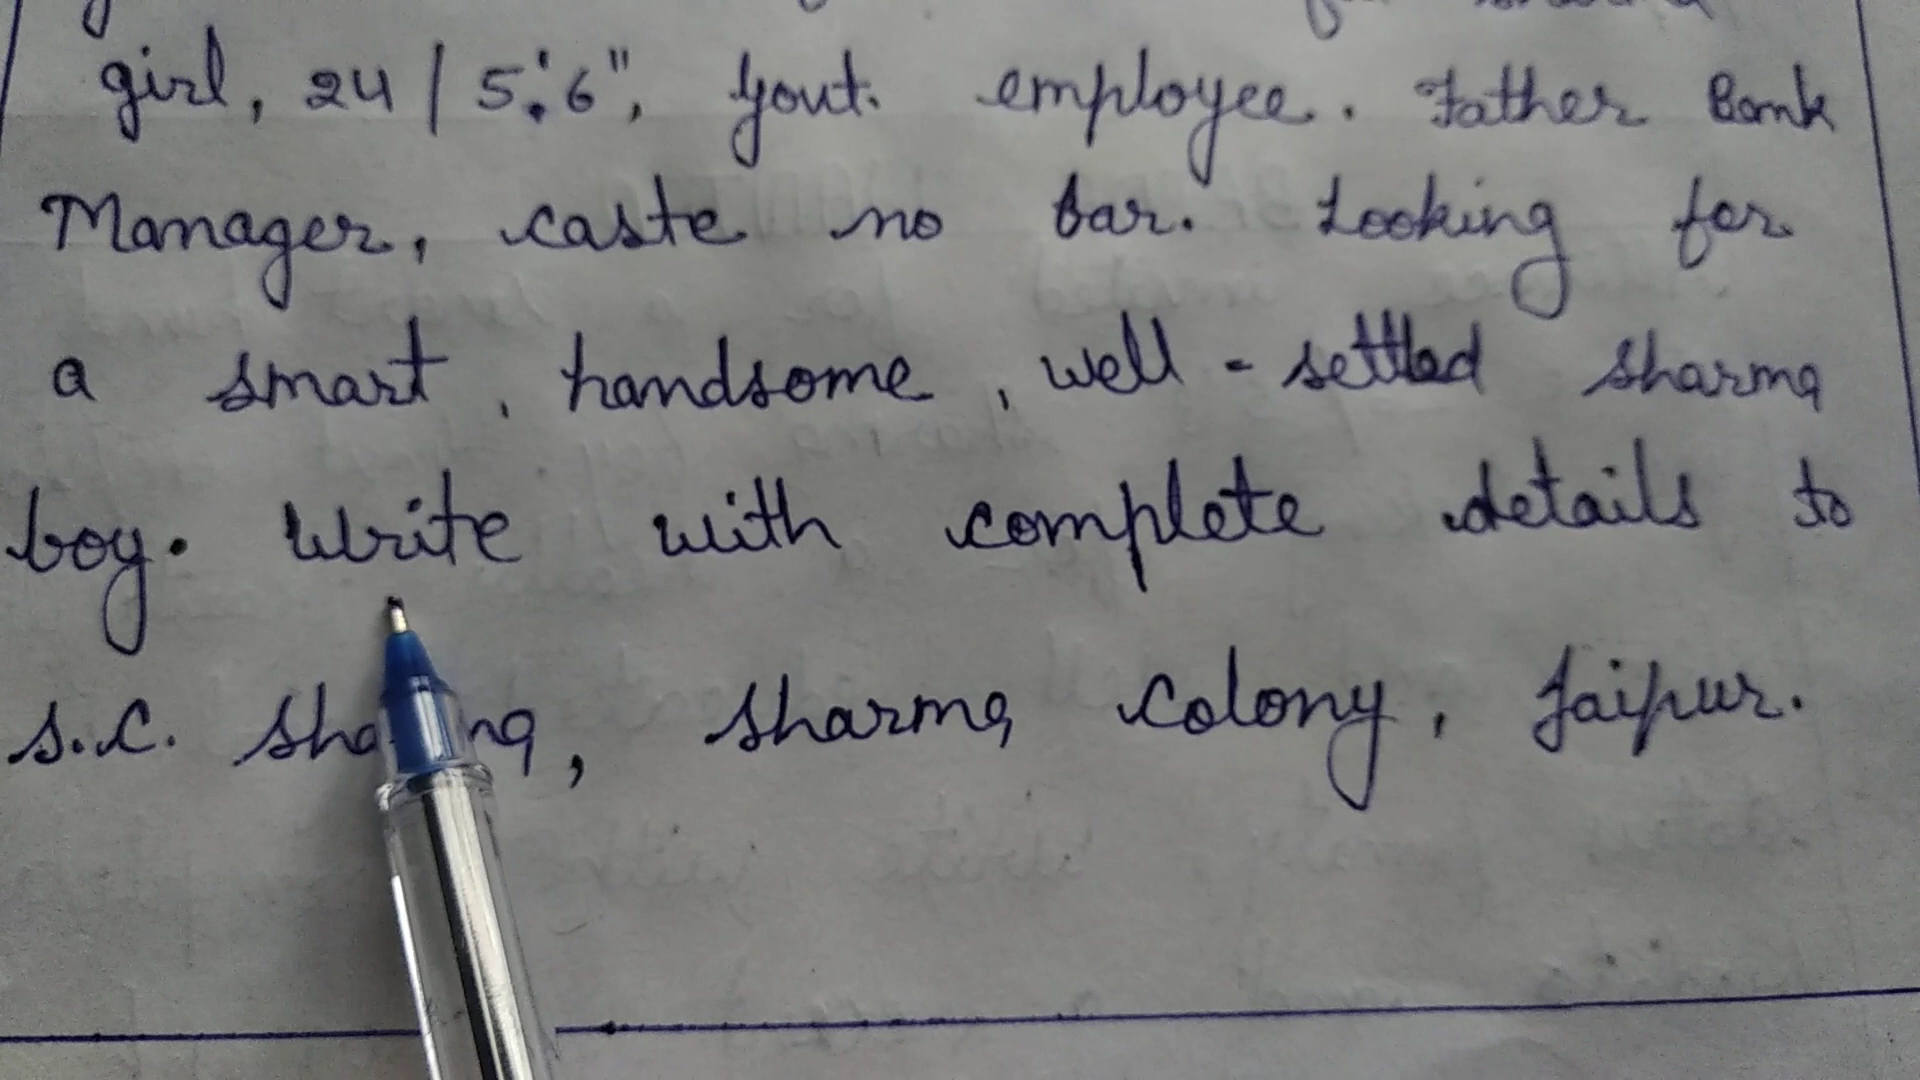 girl, 24 / 5'.6", Govt. employee. Father Bank
Manager, caste no bar. Looking for
a smart, handsome, well-settled Sharma
boy. Write with complete details to
S.C. Sharma, Sharma Colony, Jaipur.